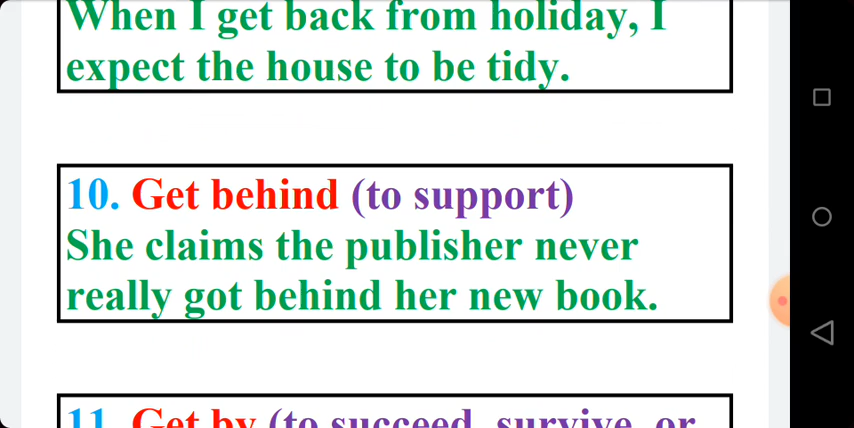 When I get back from holiday, I
expect the house to be tidy.
10. Get behind (to support)
She claims the publisher never
really got behind her new book.
11. Get by (to succeed, survive, or